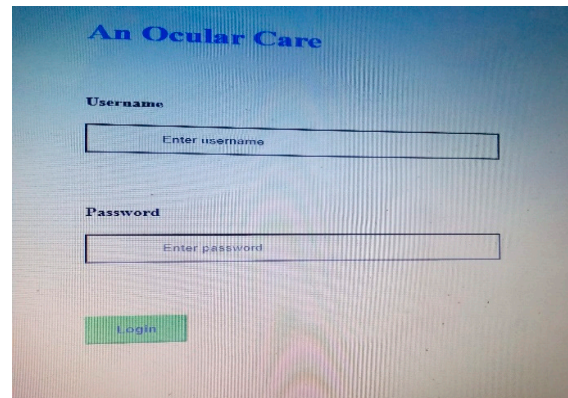 An Ocular Care
Username
Enter username
Password
Enter password
Login